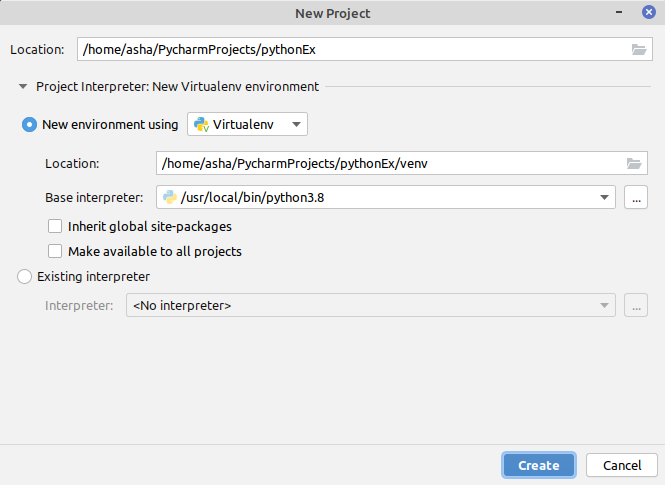 New Project
Location: /home/asha/PycharmProjects/pythonEx
Project Interpreter: New Virtualenv environment
New environment using Virtualenv
Location: /home/asha/PycharmProjects/pythonEx/venv
Base interpreter: /usr/local/bin/python3.8 ...
Inherit global site-packages
Make available to all projects
Existing interpreter
Interpreter: <No interpreter> ...
Create Cancel